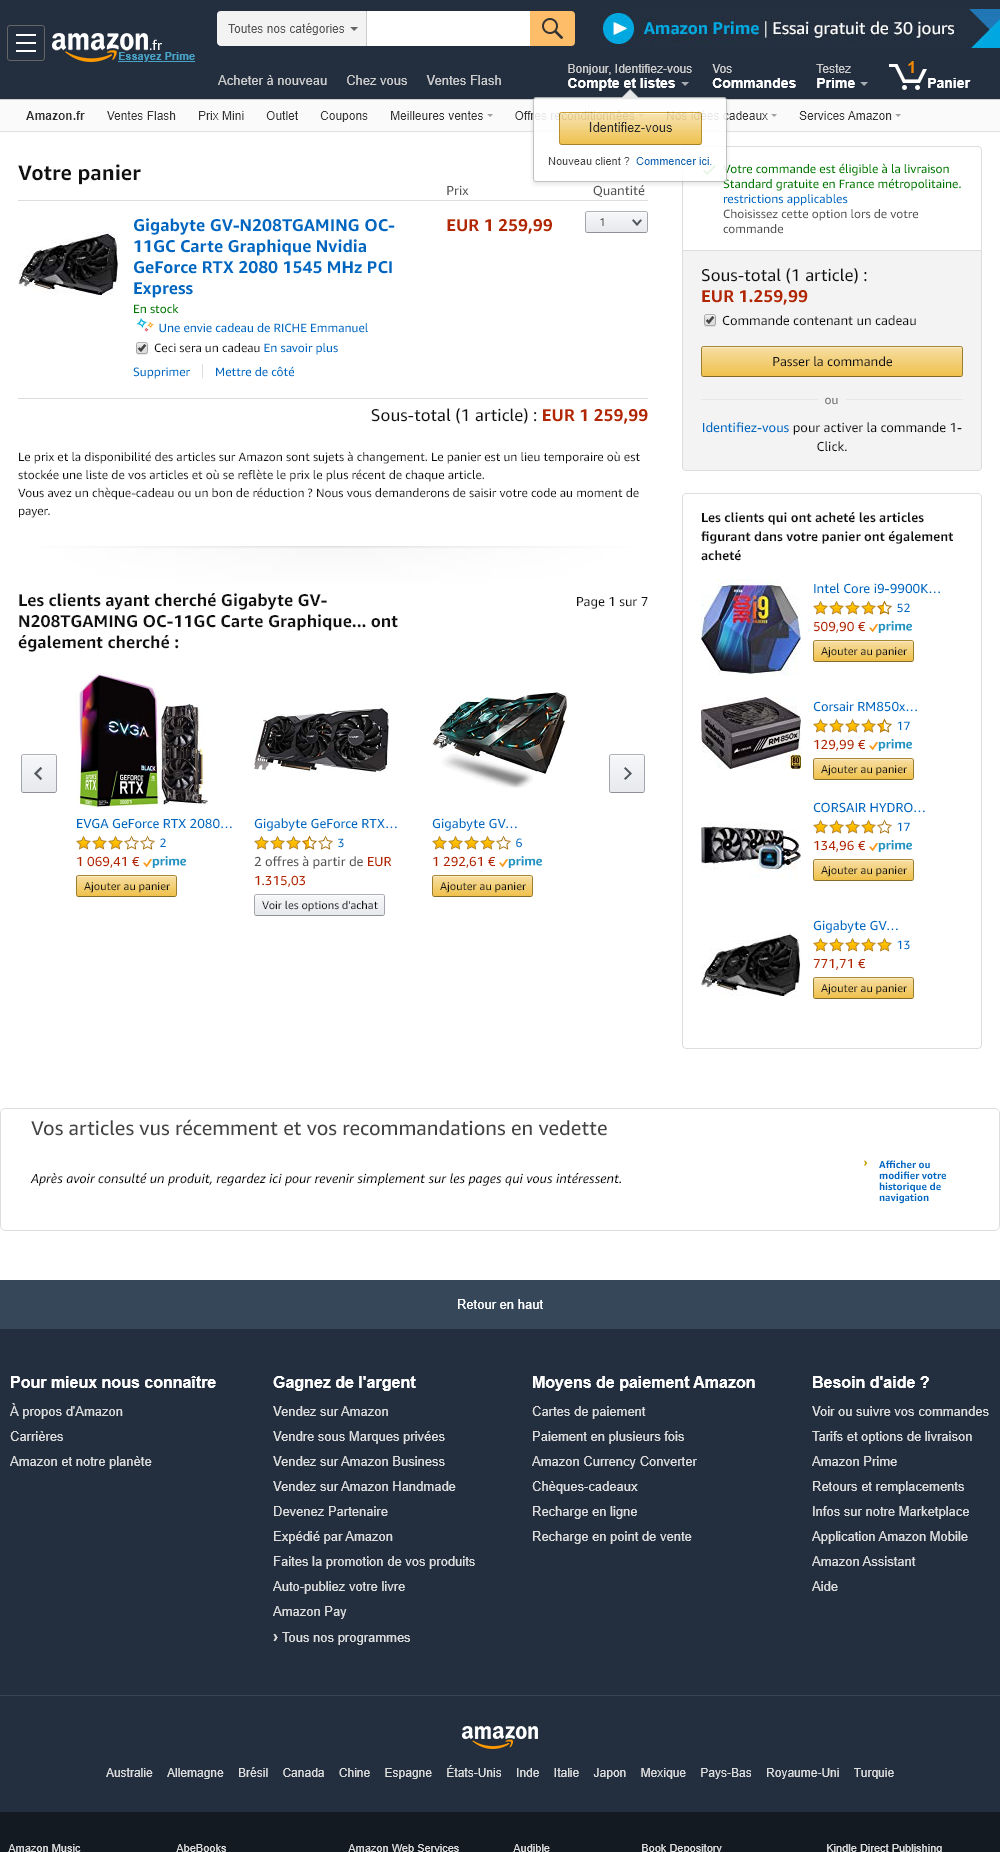 Toutes nos catégories
Amazon Prime | Essai gratuit de 30 jours
amazon.fr
Essayez Prime
Acheter à nouveau
Chez vous
Ventes Flash
Bonjour, Identifiez-vous
Compte et listes
Vos
Commandes
Testez
Prime
1
Panier
Amazon.fr
Ventes Flash
Prix Mini
Outlet
Coupons
Meilleures ventes
Offres reconditionnées
Nos idées cadeaux
Services Amazon
Identifiez-vous
Nouveau client ? Commencer ici.
Votre panier
Prix
Quantité
Gigabyte GV-N208TGAMING OC-
11GC Carte Graphique Nvidia
GeForce RTX 2080 1545 MHz PCI
Express
EUR 1 259,99
1
En stock
Une envie cadeau de RICHE Emmanuel
Ceci sera un cadeau En savoir plus
Supprimer
Mettre de côté
Sous-total (1 article) : EUR 1 259,99
Le prix et la disponibilité des articles sur Amazon sont sujets à changement. Le panier est un lieu temporaire où est
stockée une liste de vos articles et où se reflète le prix le plus récent de chaque article.
Vous avez un chèque-cadeau ou un bon de réduction ? Nous vous demanderons de saisir votre code au moment de
payer.
Votre commande est éligible à la livraison
Standard gratuite en France métropolitaine.
restrictions applicables
Choisissez cette option lors de votre
commande
Sous-total (1 article) :
EUR 1.259,99
Commande contenant un cadeau
Passer la commande
ou
Identifiez-vous pour activer la commande 1-
Click.
Les clients qui ont acheté les articles
figurant dans votre panier ont également
acheté
Intel Core i9-9900K…
52
509,90 € prime
Ajouter au panier
Corsair RM850x…
17
129,99 € prime
Ajouter au panier
CORSAIR HYDRO…
17
134,96 € prime
Ajouter au panier
Gigabyte GV…
13
771,71 €
Ajouter au panier
Les clients ayant cherché Gigabyte GV-
N208TGAMING OC-11GC Carte Graphique... ont
également cherché :
Page 1 sur 7
EVGA
BLACK
GEFORCE
RTX
EVGA GeForce RTX 2080…
2
1 069,41 € prime
Ajouter au panier
Gigabyte GeForce RTX…
3
2 offres à partir de EUR
1.315,03
Voir les options d'achat
Gigabyte GV…
6
1 292,61 € prime
Ajouter au panier
Vos articles vus récemment et vos recommandations en vedette
Après avoir consulté un produit, regardez ici pour revenir simplement sur les pages qui vous intéressent.
› Afficher ou
modifier votre
historique de
navigation
Retour en haut
Pour mieux nous connaître
À propos d'Amazon
Carrières
Amazon et notre planète
Gagnez de l'argent
Vendez sur Amazon
Vendre sous Marques privées
Vendez sur Amazon Business
Vendez sur Amazon Handmade
Devenez Partenaire
Expédié par Amazon
Faites la promotion de vos produits
Auto-publiez votre livre
Amazon Pay
› Tous nos programmes
Moyens de paiement Amazon
Cartes de paiement
Paiement en plusieurs fois
Amazon Currency Converter
Chèques-cadeaux
Recharge en ligne
Recharge en point de vente
Besoin d'aide ?
Voir ou suivre vos commandes
Tarifs et options de livraison
Amazon Prime
Retours et remplacements
Infos sur notre Marketplace
Application Amazon Mobile
Amazon Assistant
Aide
amazon
Australie
Allemagne
Brésil
Canada
Chine
Espagne
États-Unis
Inde
Italie
Japon
Mexique
Pays-Bas
Royaume-Uni
Turquie
Amazon Music
AbeBooks
Amazon Web Services
Audible
Book Depository
Kindle Direct Publishing